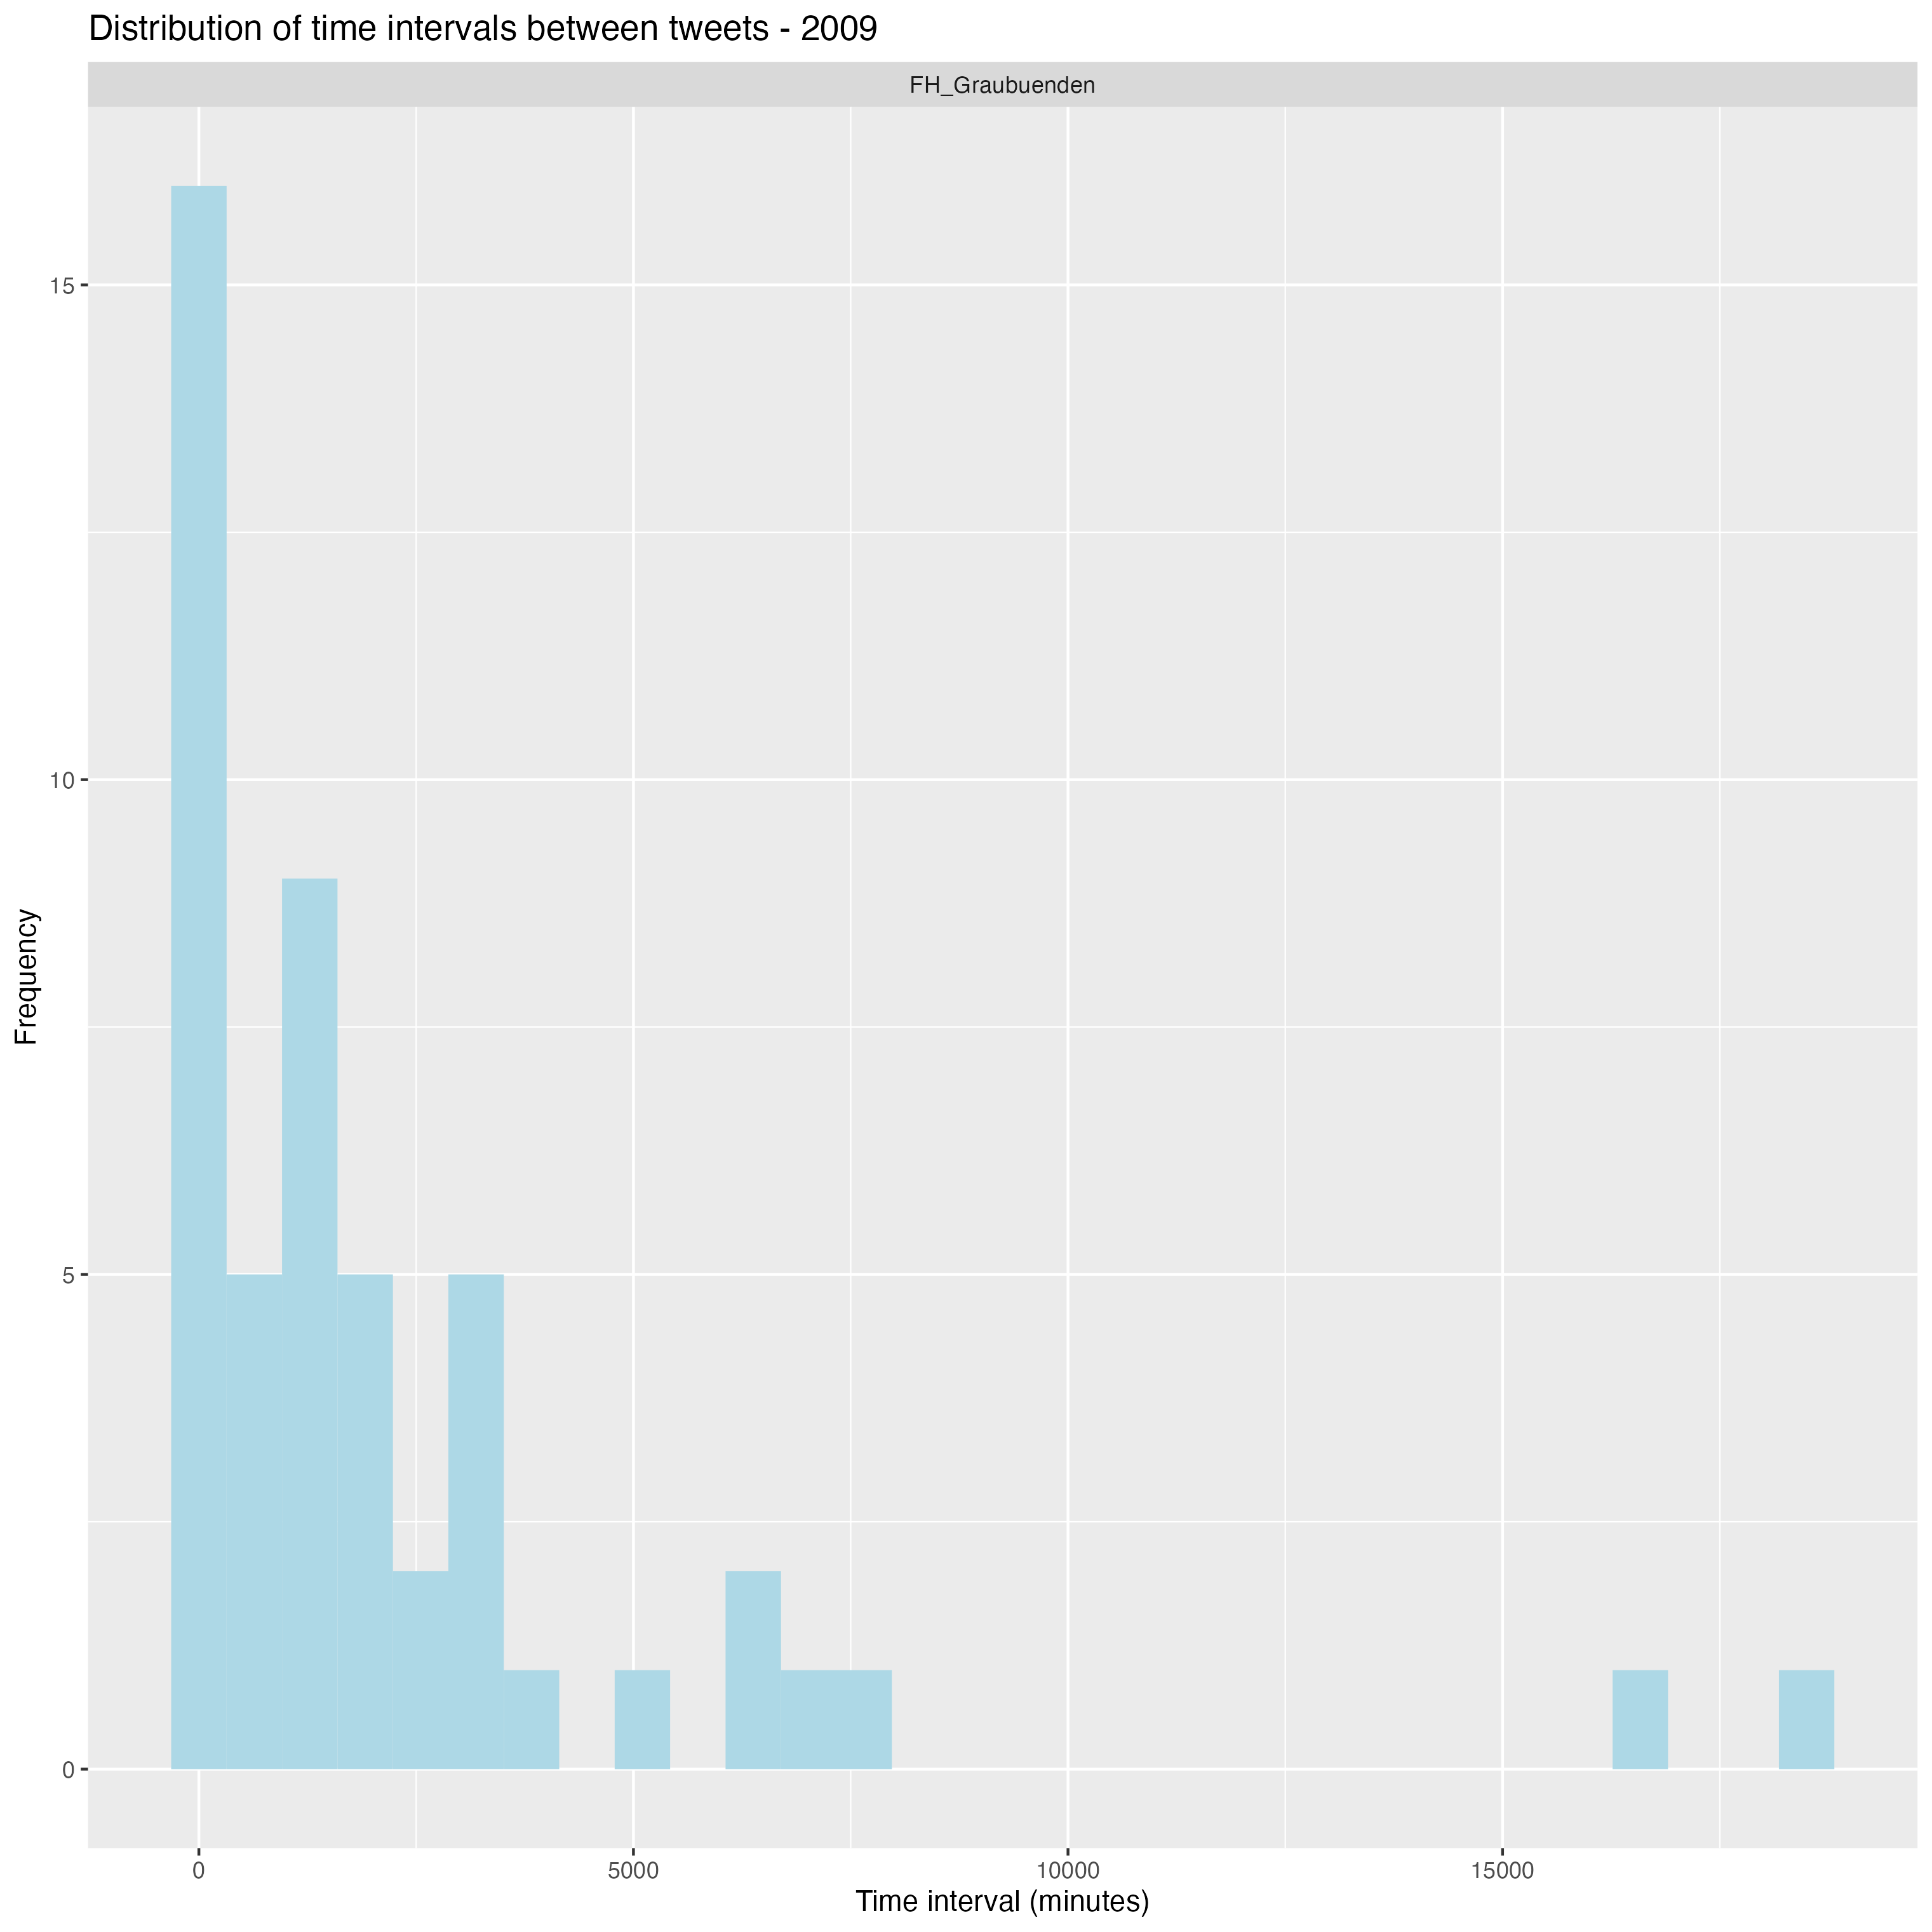 Distribution of time intervals between tweets - 2009
FH_Graubuenden
15
10
5
0
Frequency
0 5000 10000 15000
Time interval (minutes)